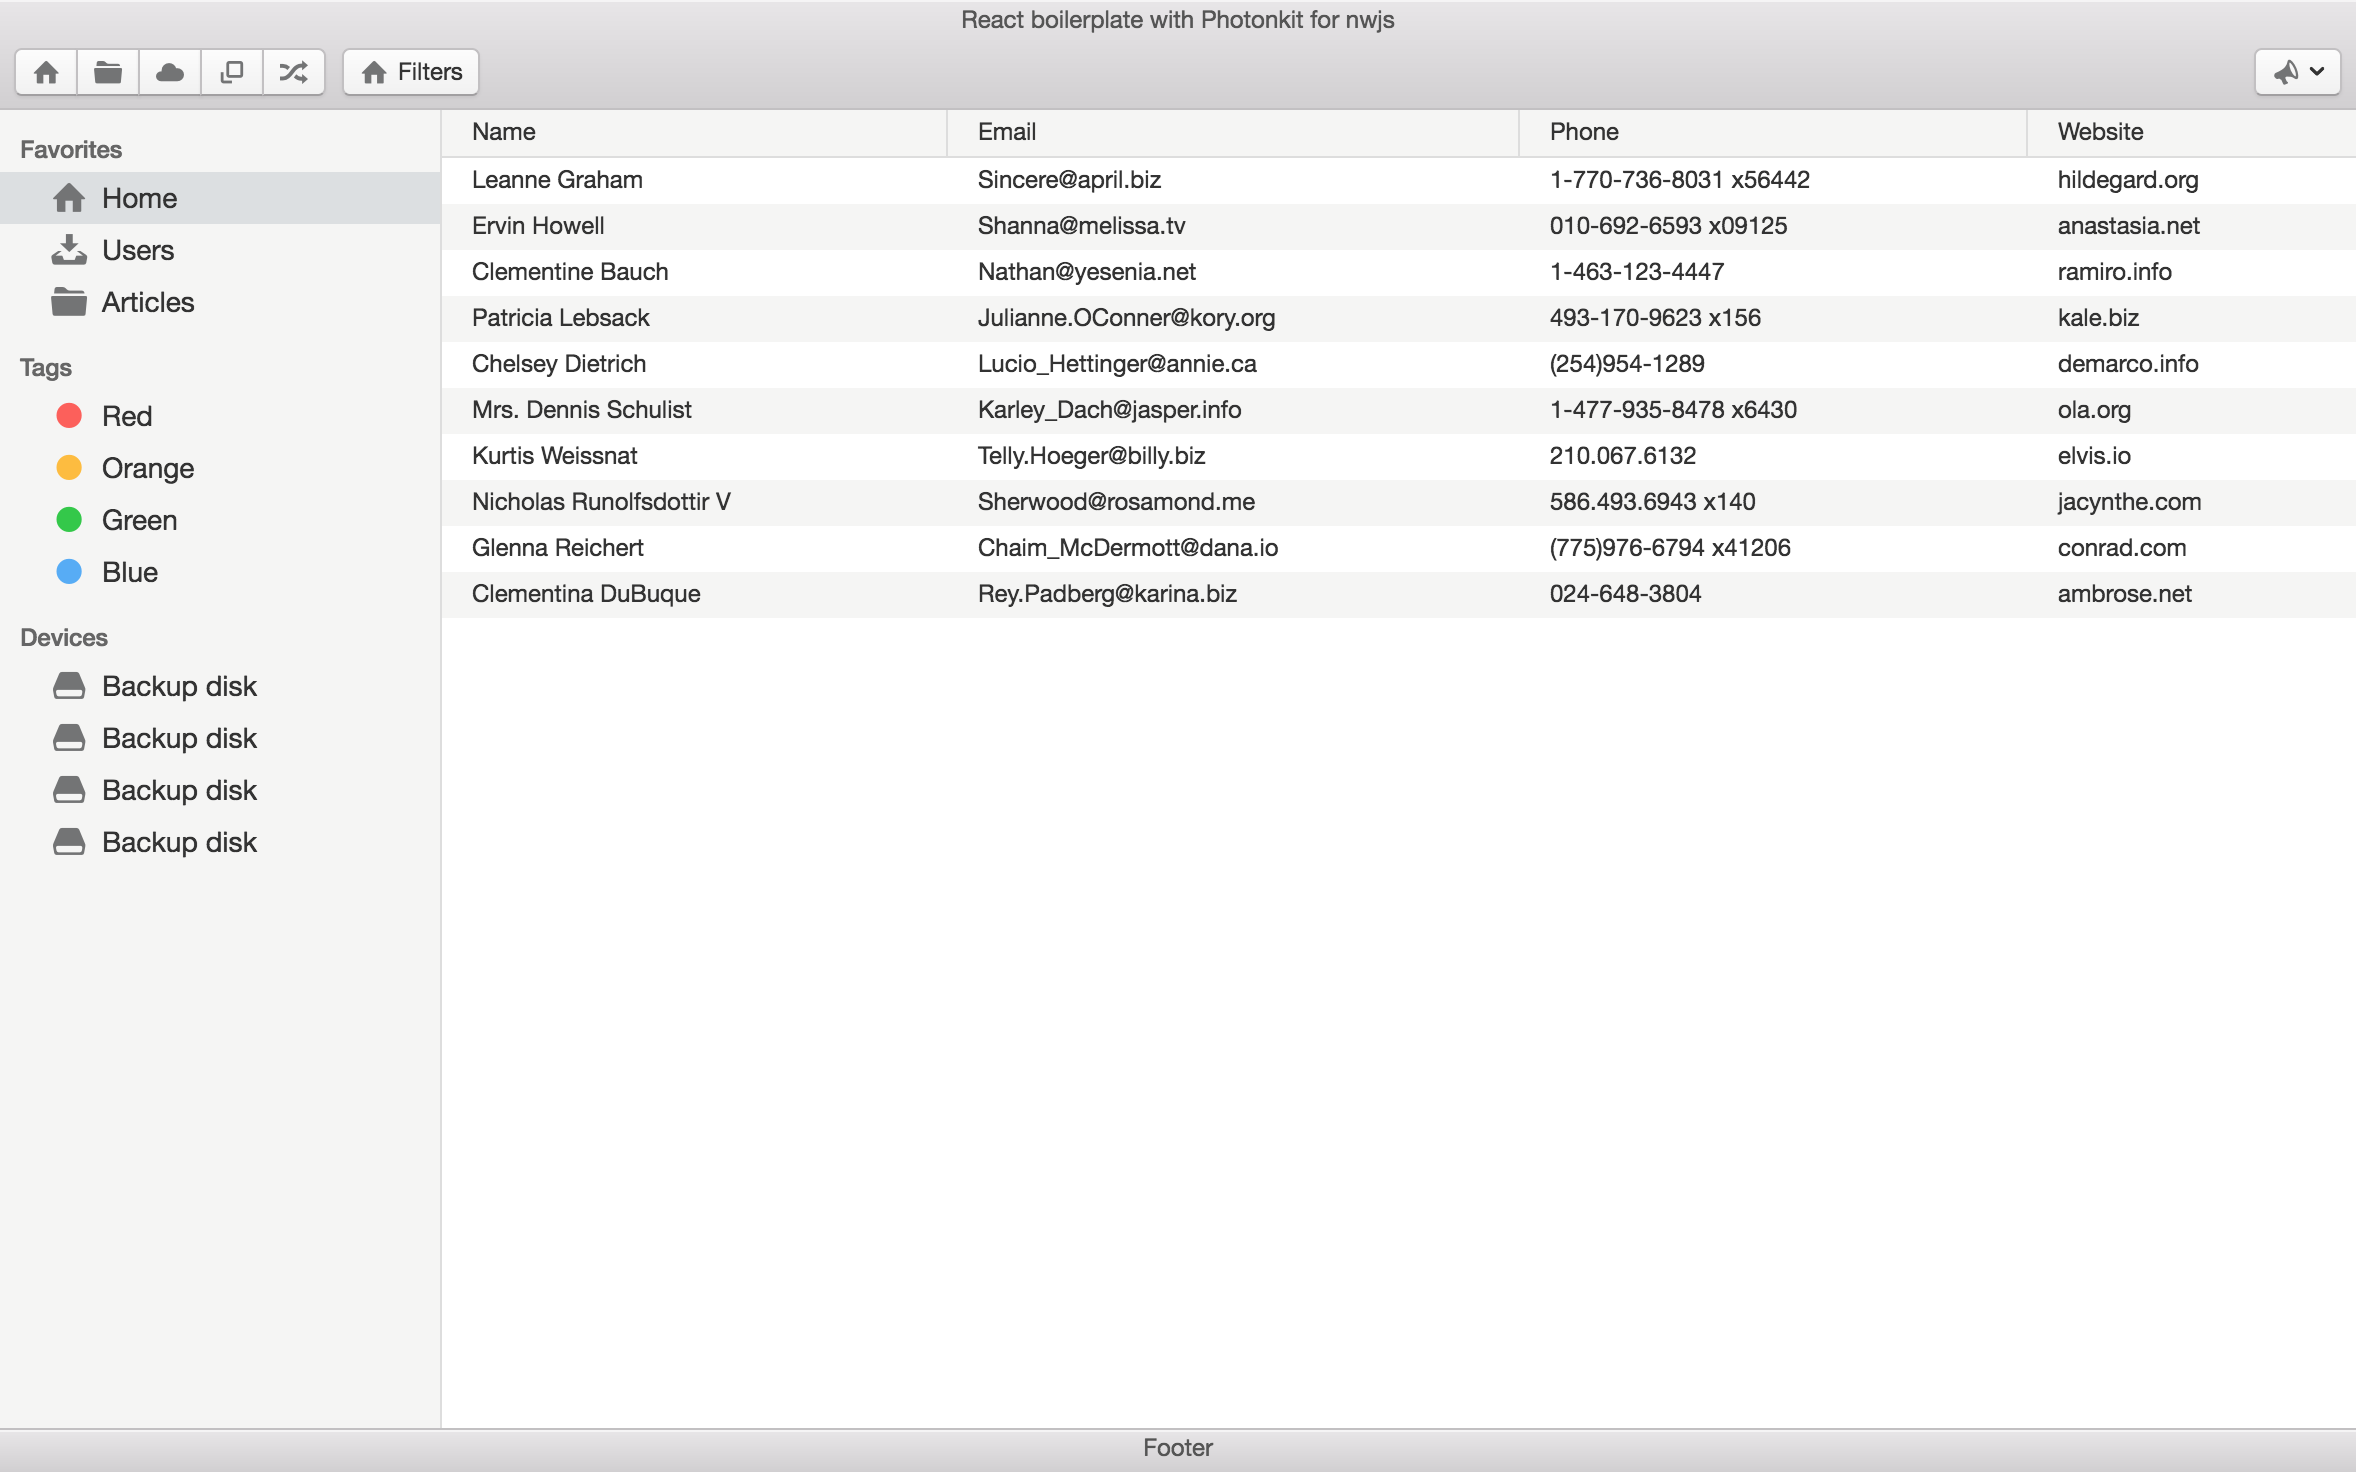 React boilerplate with Photonkit for nwjs
Filters
Favorites
Home
Users
Articles
Tags
Red
Orange
Green
Blue
Devices
Backup disk
Backup disk
Backup disk
Backup disk
Name Email Phone Website
Leanne Graham Sincere@april.biz 1-770-736-8031 x56442 hildegard.org
Ervin Howell Shanna@melissa.tv 010-692-6593 x09125 anastasia.net
Clementine Bauch Nathan@yesenia.net 1-463-123-4447 ramiro.info
Patricia Lebsack Julianne.OConner@kory.org 493-170-9623 x156 kale.biz
Chelsey Dietrich Lucio_Hettinger@annie.ca (254)954-1289 demarco.info
Mrs. Dennis Schulist Karley_Dach@jasper.info 1-477-935-8478 x6430 ola.org
Kurtis Weissnat Telly.Hoeger@billy.biz 210.067.6132 elvis.io
Nicholas Runolfsdottir V Sherwood@rosamond.me 586.493.6943 x140 jacynthe.com
Glenna Reichert Chaim_McDermott@dana.io (775)976-6794 x41206 conrad.com
Clementina DuBuque Rey.Padberg@karina.biz 024-648-3804 ambrose.net
Footer